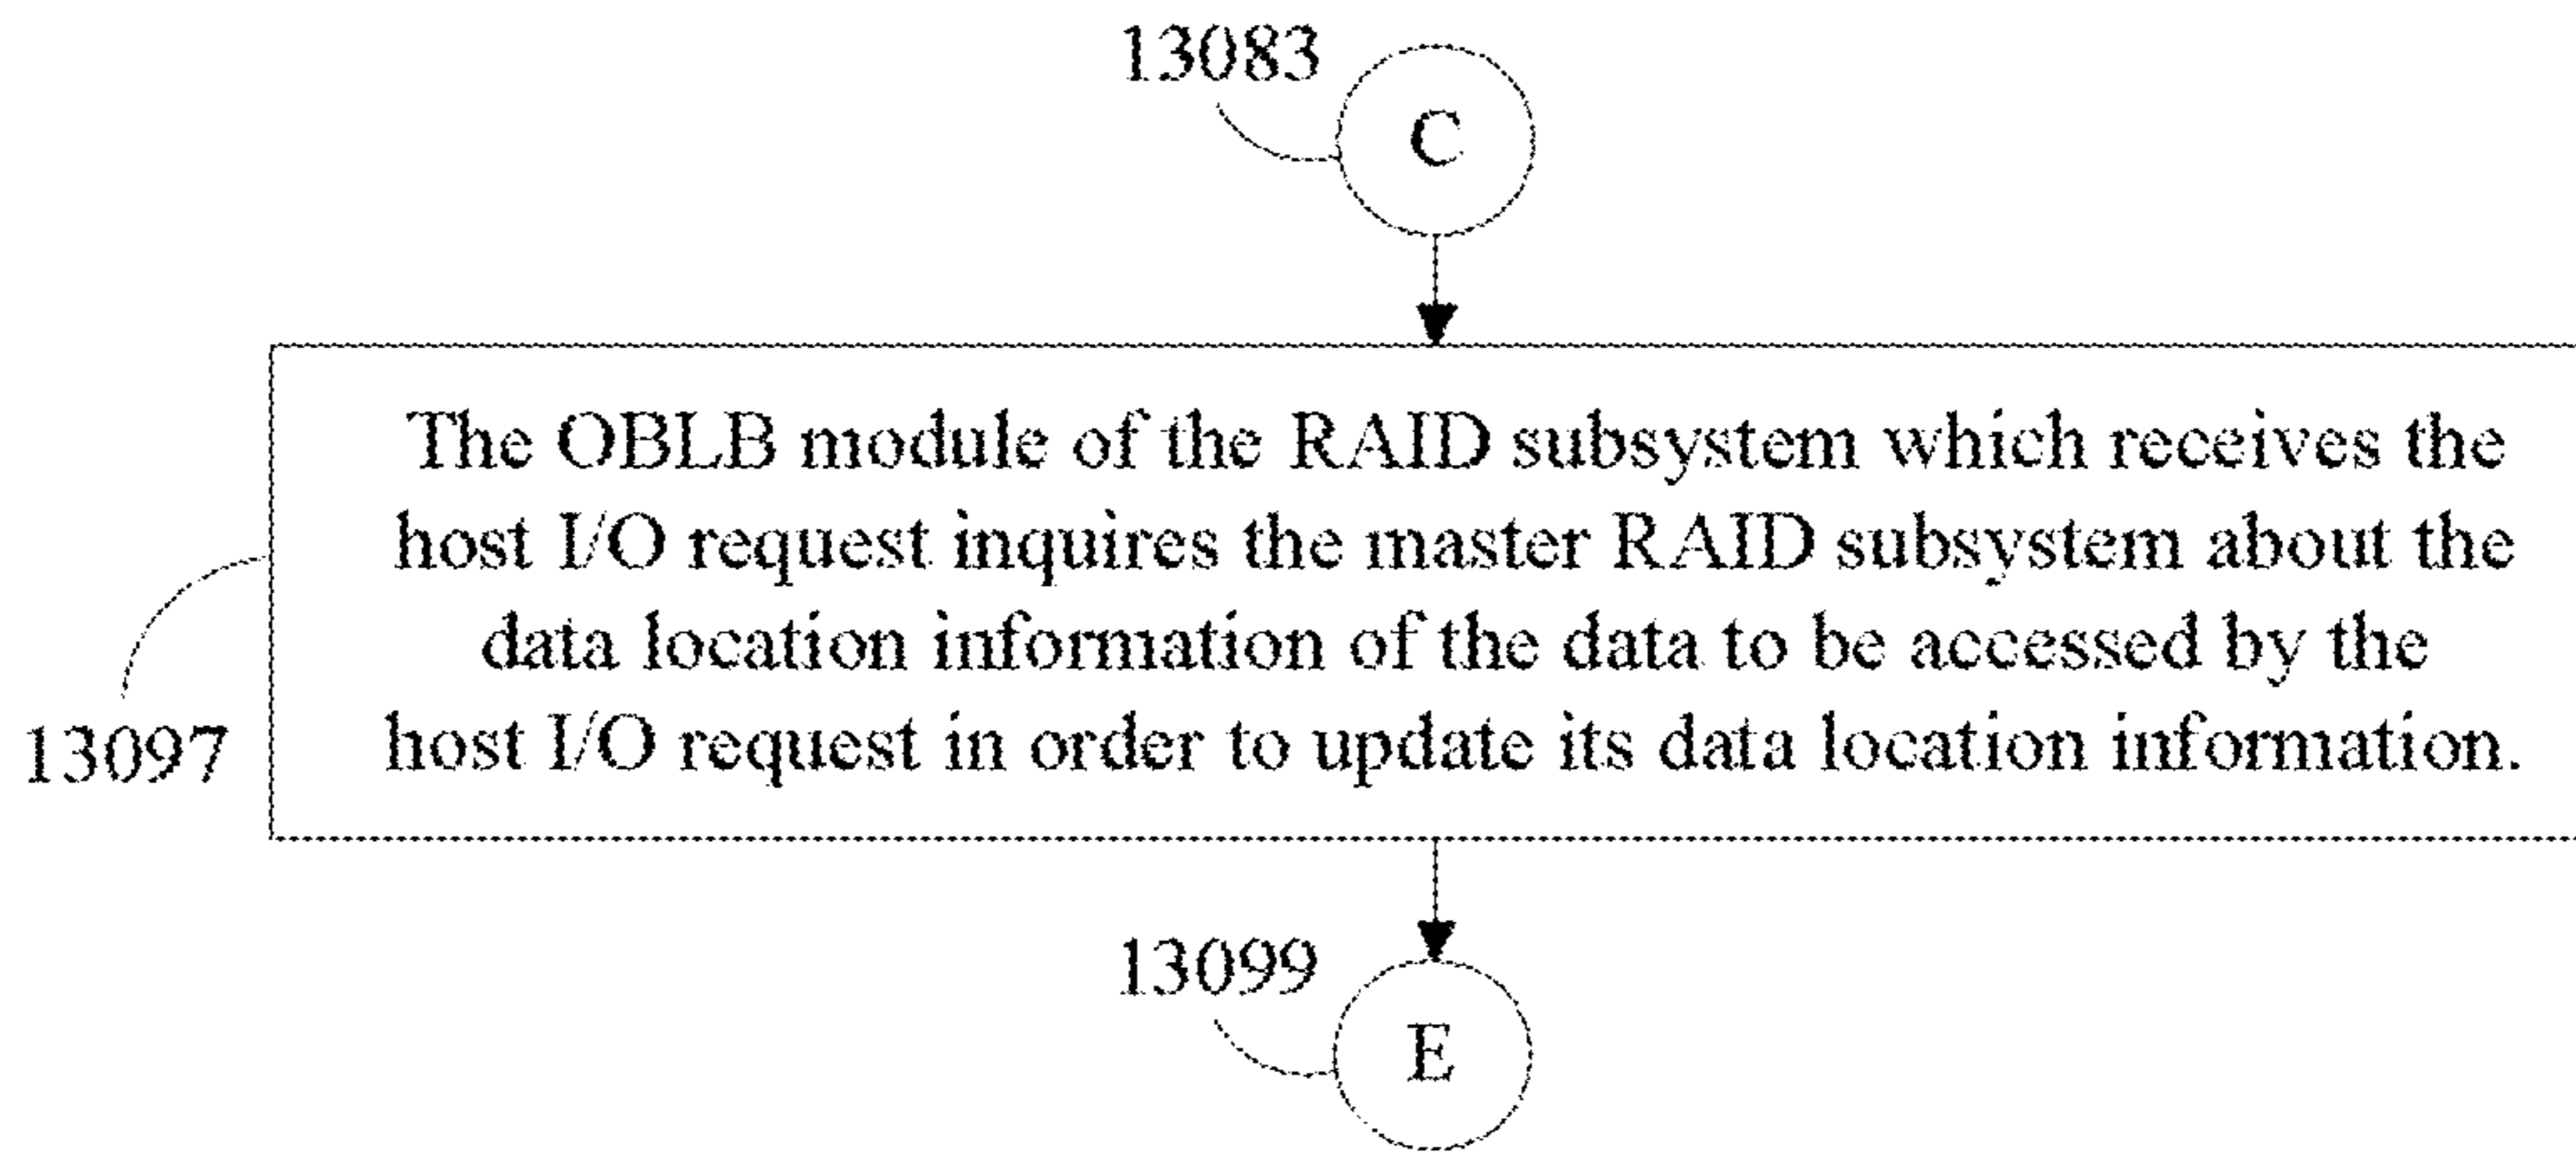 13083
C
The OBLB module of the RAID subsystem which receives the
host I/O request inquires the master RAID subsystem about the
data location information of the data to be accessed by the
host I/O request in order to update its data location information.
13097
13099
E